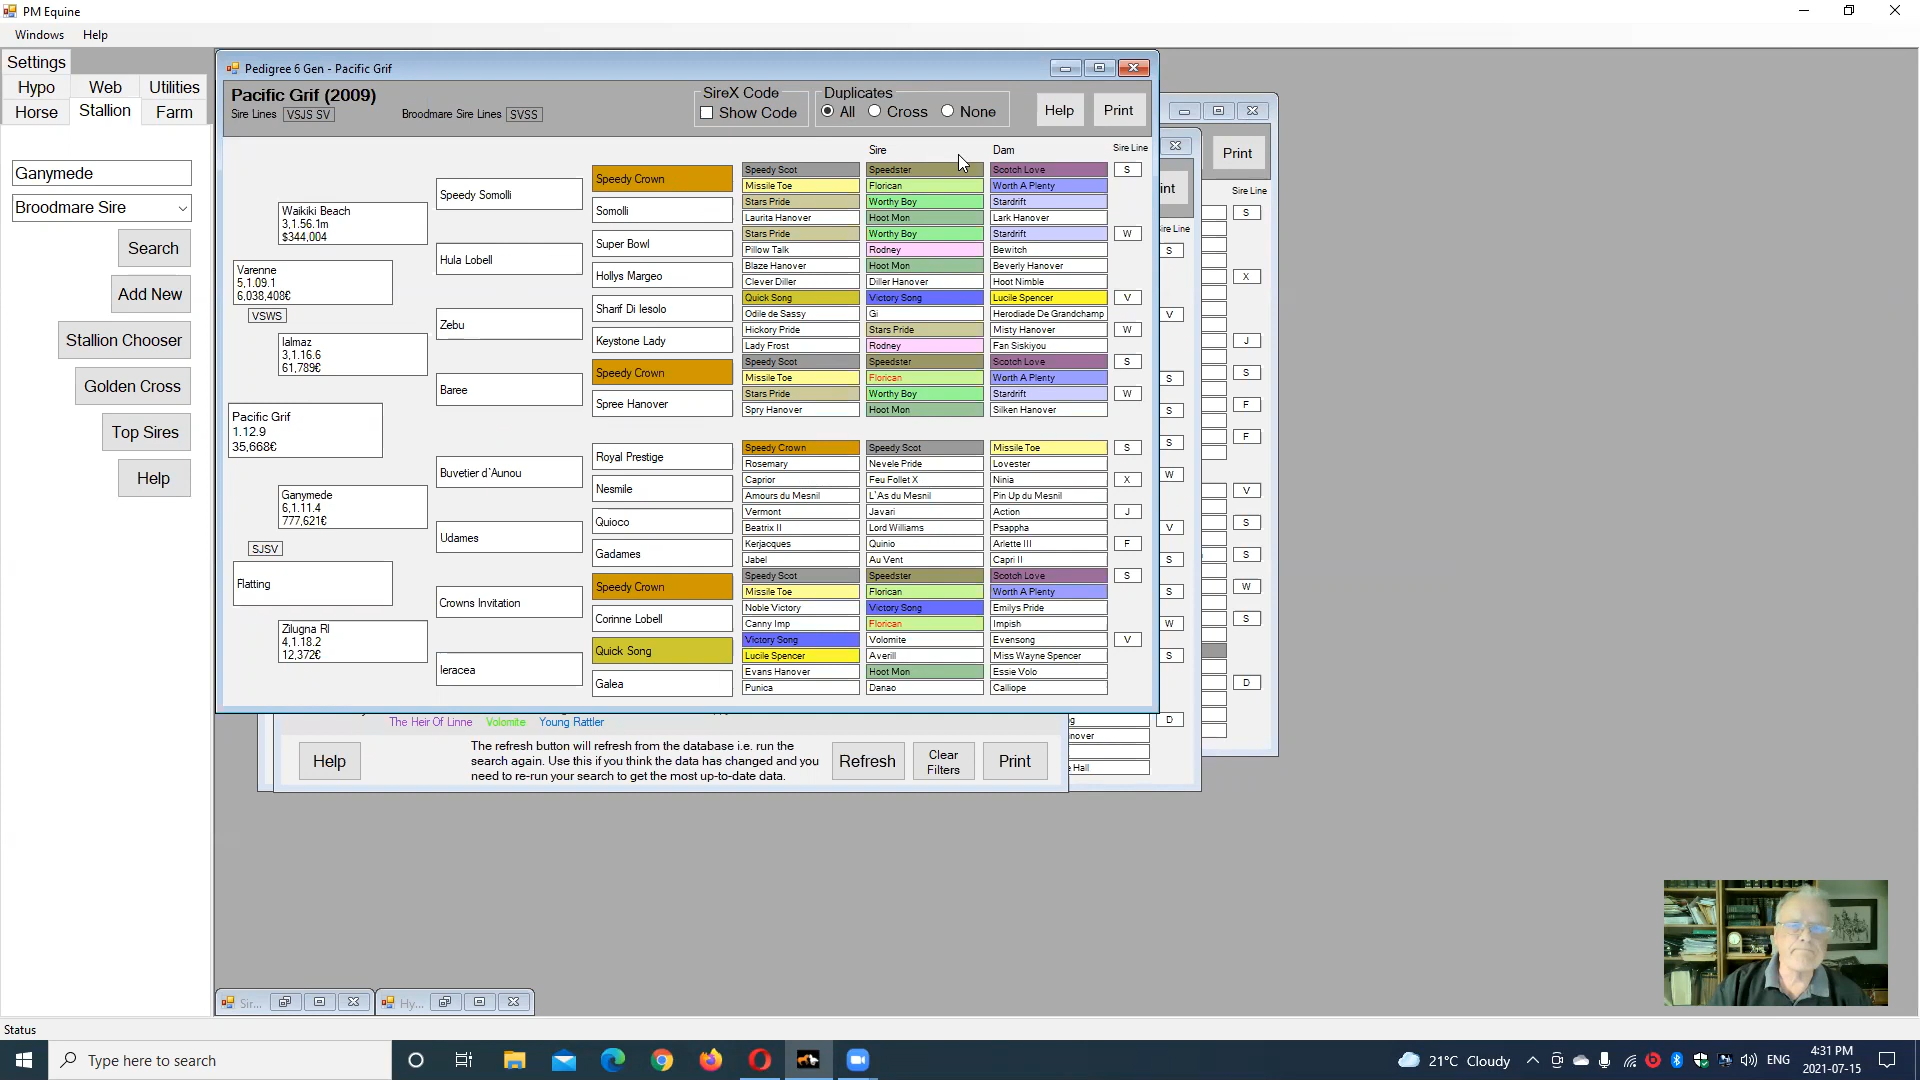 PM Equine
Windows Help
Settings
Hypo Web Utilities
Horse Stallion Farm
Ganymede
Broodmare Sire
Search
Add New
Stallion Chooser
Golden Cross
Top Sires
Help
Pedigree 6 Gen - Pacific Grif
Pacific Grif (2009)
Sire Lines VSJS SV
Broodmare Sire Lines SVSS
SireX Code
Show Code
Duplicates
All Cross None
Help
Print
Sire Dam Sire Line
Waikiki Beach
3,1.56.1m
$344,004
Varenne
5,1.09.1
6,038,408€
VSWS
Ialmaz
3,1.16.6
61,789€
Pacific Grif
1.12.9
35,668€
Ganymede
6,1.11.4
777,621€
SJSV
Flatting
Zilugna Rl
4,1.18.2
12,372€
Speedy Somolli
Hula Lobell
Zebu
Baree
Buvetier d`Aunou
Udames
Crowns Invitation
Ieracea
Speedy Crown
Somolli
Super Bowl
Hollys Margeo
Sharif Di Iesolo
Keystone Lady
Speedy Crown
Spree Hanover
Royal Prestige
Nesmile
Quioco
Gadames
Speedy Crown
Corinne Lobell
Quick Song
Galea
Speedy Scot Speedster Scotch Love S
Missile Toe Florican Worth A Plenty
Stars Pride Worthy Boy Stardrift
Laurita Hanover Hoot Mon Lark Hanover
Stars Pride Worthy Boy Stardrift W
Pillow Talk Rodney Bewitch
Blaze Hanover Hoot Mon Beverly Hanover
Clever Diller Diller Hanover Hoot Nimble
Quick Song Victory Song Lucile Spencer V
Odile de Sassy Gi Herodiade De Grandchamp
Hickory Pride Stars Pride Misty Hanover W
Lady Frost Rodney Fan Siskiyou
Speedy Scot Speedster Scotch Love S
Missile Toe Florican Worth A Plenty
Stars Pride Worthy Boy Stardrift W
Spry Hanover Hoot Mon Silken Hanover
Speedy Crown Speedy Scot Missile Toe S
Rosemary Nevele Pride Lovester
Caprior Feu Follet X Ninia X
Amours du Mesnil L`As du Mesnil Pin Up du Mesnil
Vermont Javari Action J
Beatrix II Lord Williams Psappha
Kerjacques Quinio Arlette III F
Jabel Au Vent Capri II
Speedy Scot Speedster Scotch Love S
Missile Toe Florican Worth A Plenty
Noble Victory Victory Song Emilys Pride
Canny Imp Florican Impish
Victory Song Volomite Evensong V
Lucile Spencer Averill Miss Wayne Spencer
Evans Hanover Hoot Mon Essie Volo
Punica Danao Calliope
int
ire Line
S
V
S
S
S
W
V
S
S
W
S
D
nover
e Hall
Print
Sire Line
S
X
J
S
F
F
V
S
S
W
S
D
The Heir Of Linne Volomite Young Rattler
Help
The refresh button will refresh from the database i.e. run the
search again. Use this if you think the data has changed and you
need to re-run your search to get the most up-to-date data.
Refresh
Clear
Filters
Print
Sir...
Hy...
Status
Type here to search
21°C Cloudy
ENG
4:31 PM
2021-07-15